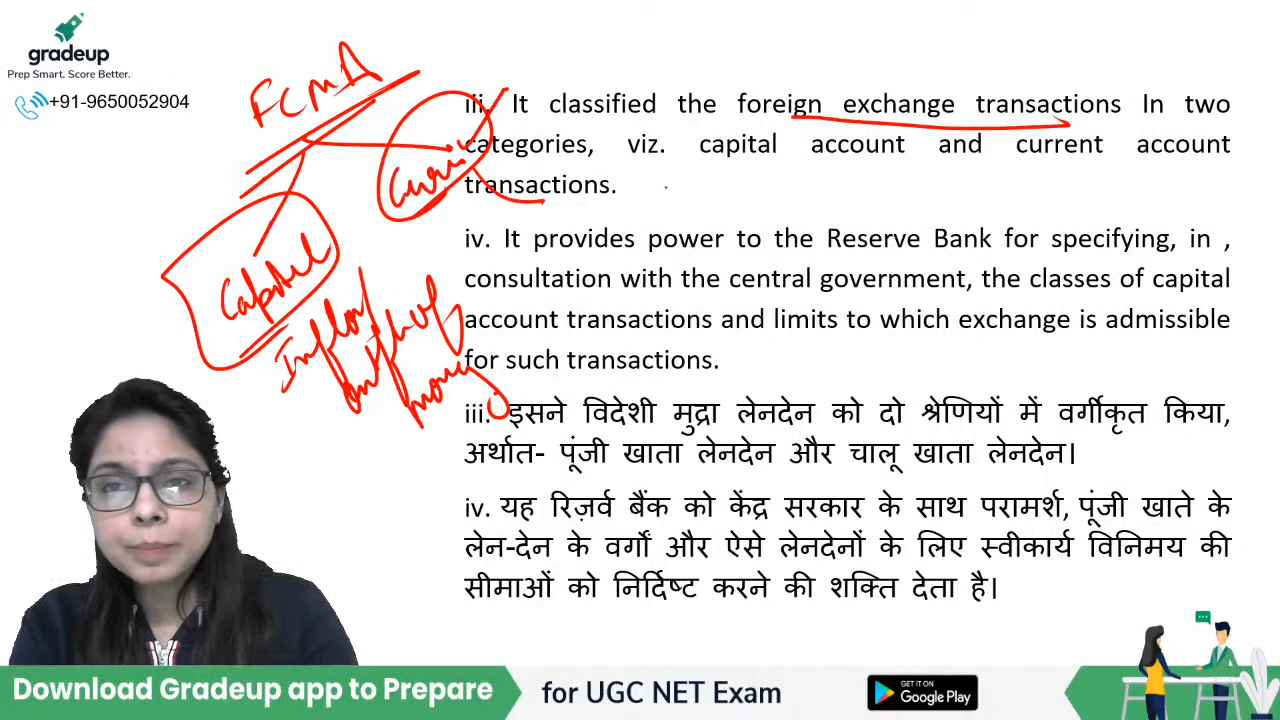 gradeup
Prep Smart. Score Better.
+91-9650052904
FEMA
Capital
Inflow
outflow of
money
iii. It classified the foreign exchange transactions In two
categories, viz. capital account and current account
transactions.
iv. It provides power to the Reserve Bank for specifying, in ,
consultation with the central government, the classes of capital
account transactions and limits to which exchange is admissible
for such transactions.
iii. इसने विदेशी मुद्रा लेनदेन को दो श्रेणियों में वर्गीकृत किया,
अर्थात- पूंजी खाता लेनदेन और चालू खाता लेनदेन।
iv. यह रिज़र्व बैंक को केंद्र सरकार के साथ परामर्श, पूंजी खाते के
लेन-देन के वर्गों और ऐसे लेनदेनों के लिए स्वीकार्य विनिमय की
सीमाओं को निर्दिष्ट करने की शक्ति देता है।
Download Gradeup app to Prepare
for UGC NET Exam
GET IT ON
Google Play